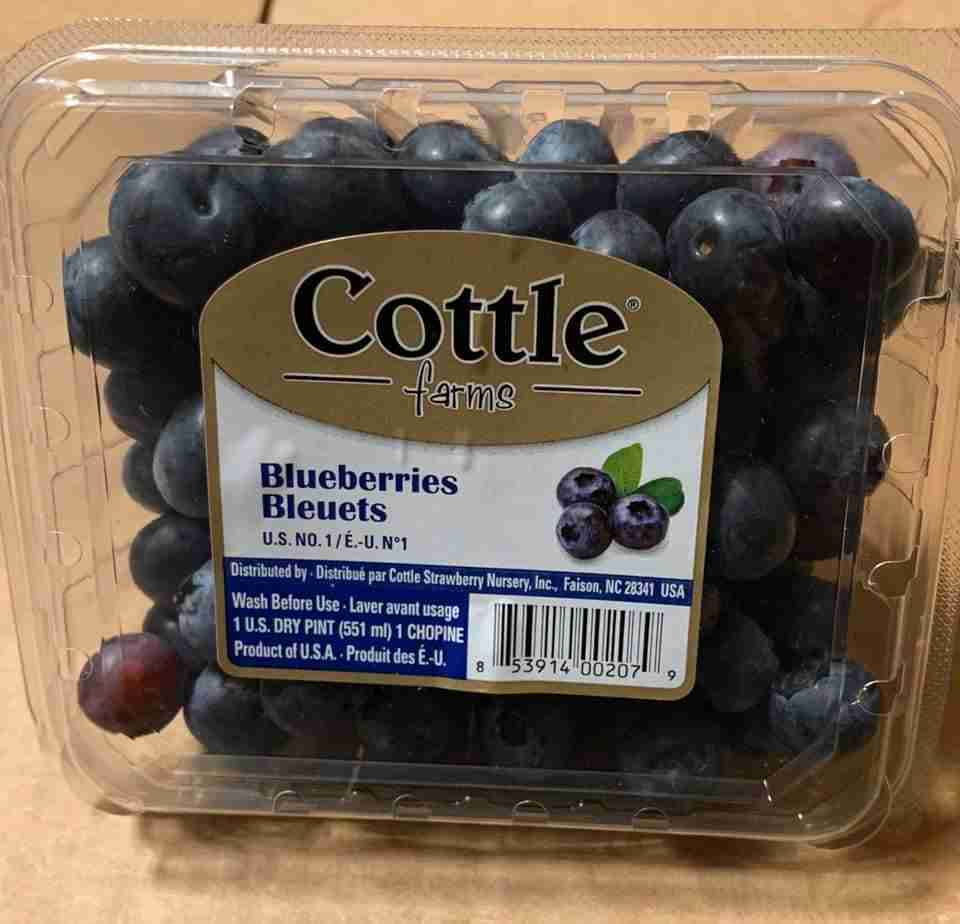 Cottle®
farms
Blueberries
Bleuets
U.S. NO. 1 / É.-U. N°1
Distributed by · Distribué par Cottle Strawberry Nursery, Inc., Faison, NC 28341 USA
Wash Before Use · Laver avant usage
1 U.S. DRY PINT (551 ml) 1 CHOPINE
Product of U.S.A. · Produit des É.-U.
8 53914 00207 9